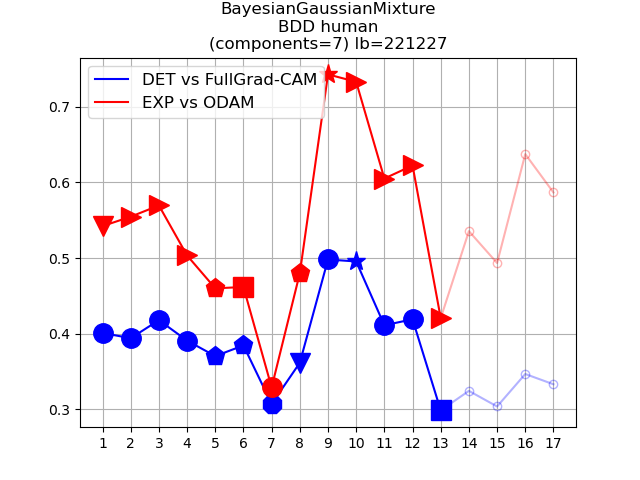 BayesianGaussianMixture
BDD human
(components=7) lb=221227
DET vs FullGrad-CAM
EXP vs ODAM
0.7
0.6
0.5
0.4
0.3
1 2 3 4 5 6 7 8 9 10 11 12 13 14 15 16 17